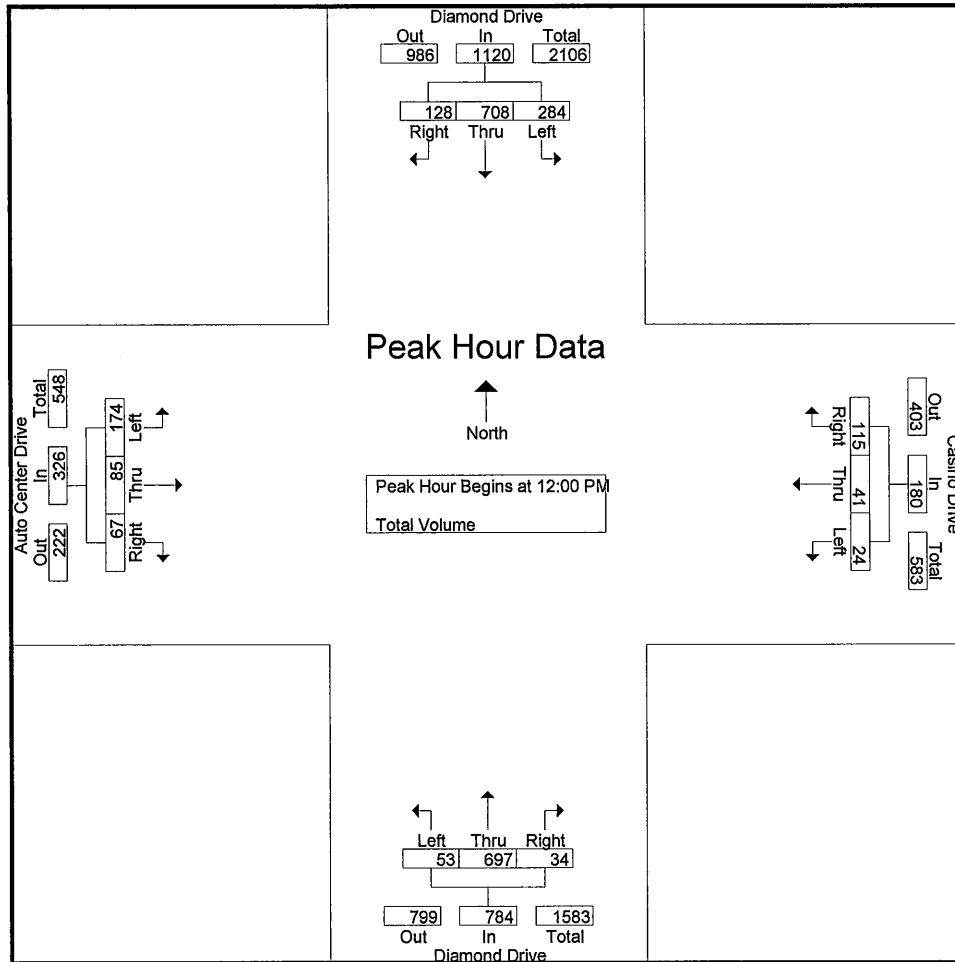 Diamond Drive
Out In Total
986 1120 2106
128 708 284
Right Thru Left
Peak Hour Data
North
Peak Hour Begins at 12:00 PM
Total Volume
Auto Center Drive
Out In Total
222 326 548
Right Thru Left
67 85 174
Casino Drive
Out In Total
403 180 583
Right Thru Left
115 41 24
Left Thru Right
53 697 34
799 784 1583
Out In Total
Diamond Drive